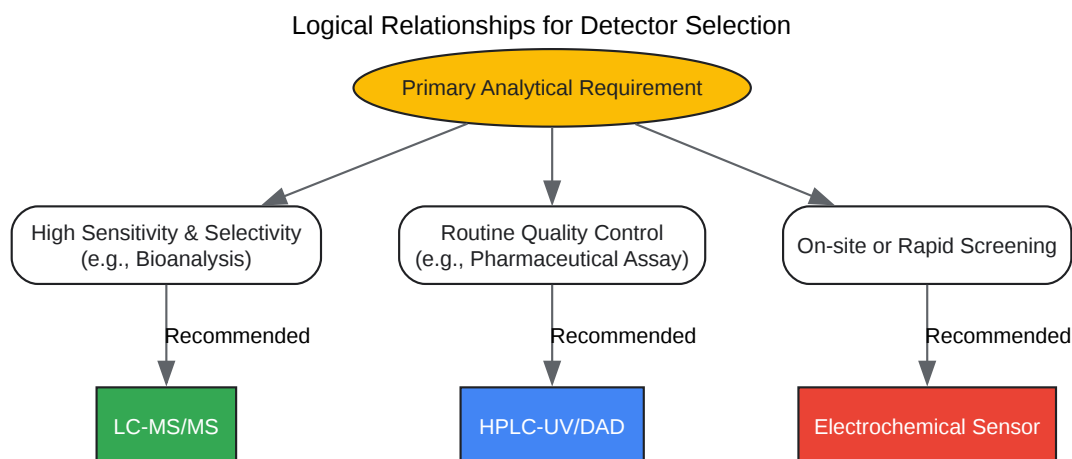 Logical Relationships for Detector Selection
Primary Analytical Requirement
High Sensitivity & Selectivity
(e.g., Bioanalysis)
Routine Quality Control
(e.g., Pharmaceutical Assay)
On-site or Rapid Screening
Recommended
Recommended
Recommended
LC-MS/MS
HPLC-UV/DAD
Electrochemical Sensor